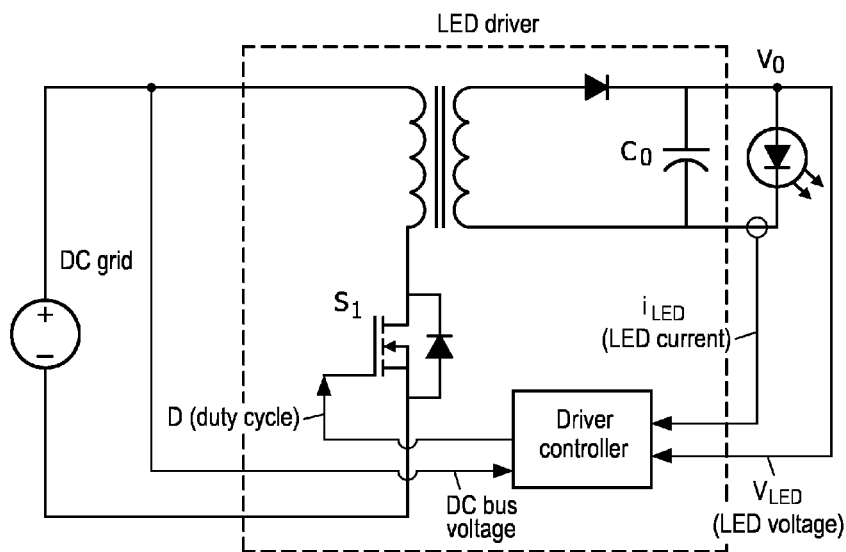 LED driver
V0
C0
DC grid
+
−
S1
iLED
(LED current)
D (duty cycle)
Driver
controller
DC bus
voltage
VLED
(LED voltage)